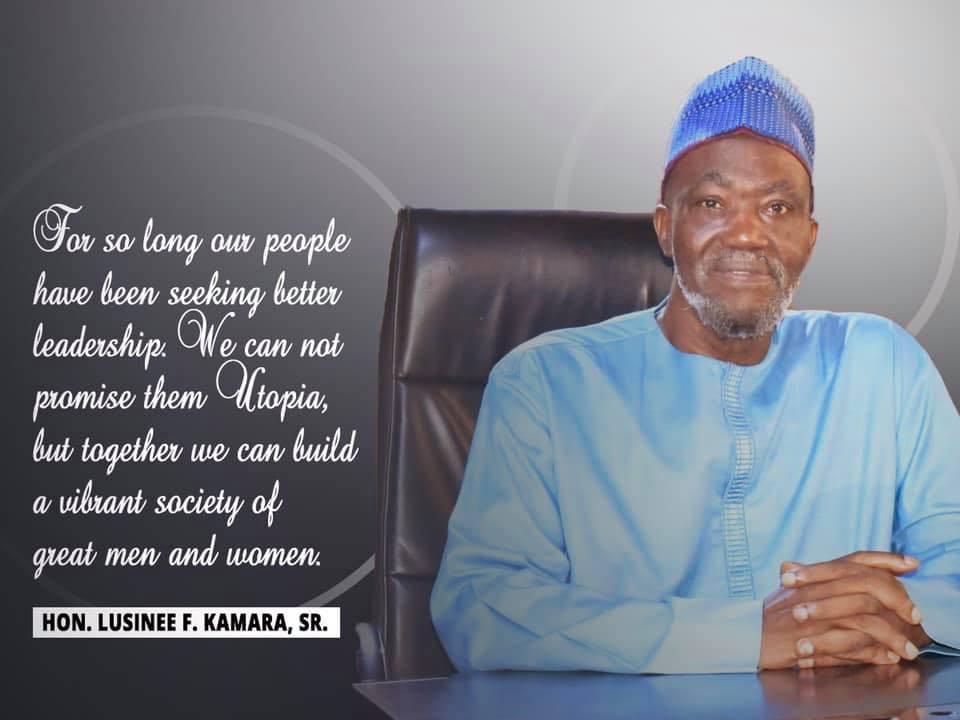 For so long our people
have been seeking better
leadership. We can not
promise them Utopia,
but together we can build
a vibrant society of
great men and women.
HON. LUSINEE F. KAMARA, SR.